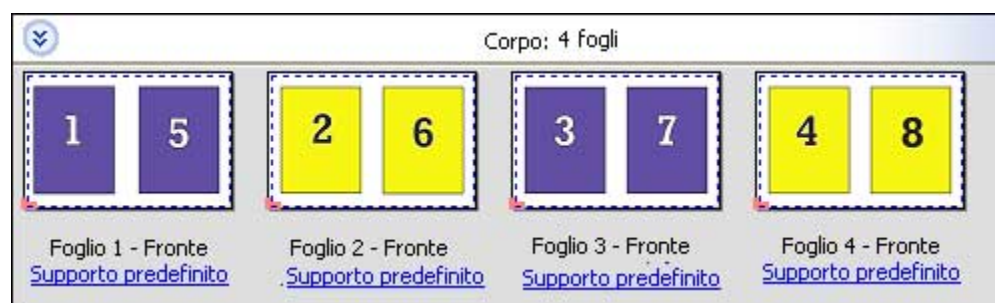 Corpo: 4 fogli
1 5 2 6 3 7 4 8
Foglio 1 - Fronte Foglio 2 - Fronte Foglio 3 - Fronte Foglio 4 - Fronte
Supporto predefinito Supporto predefinito Supporto predefinito Supporto predefinito